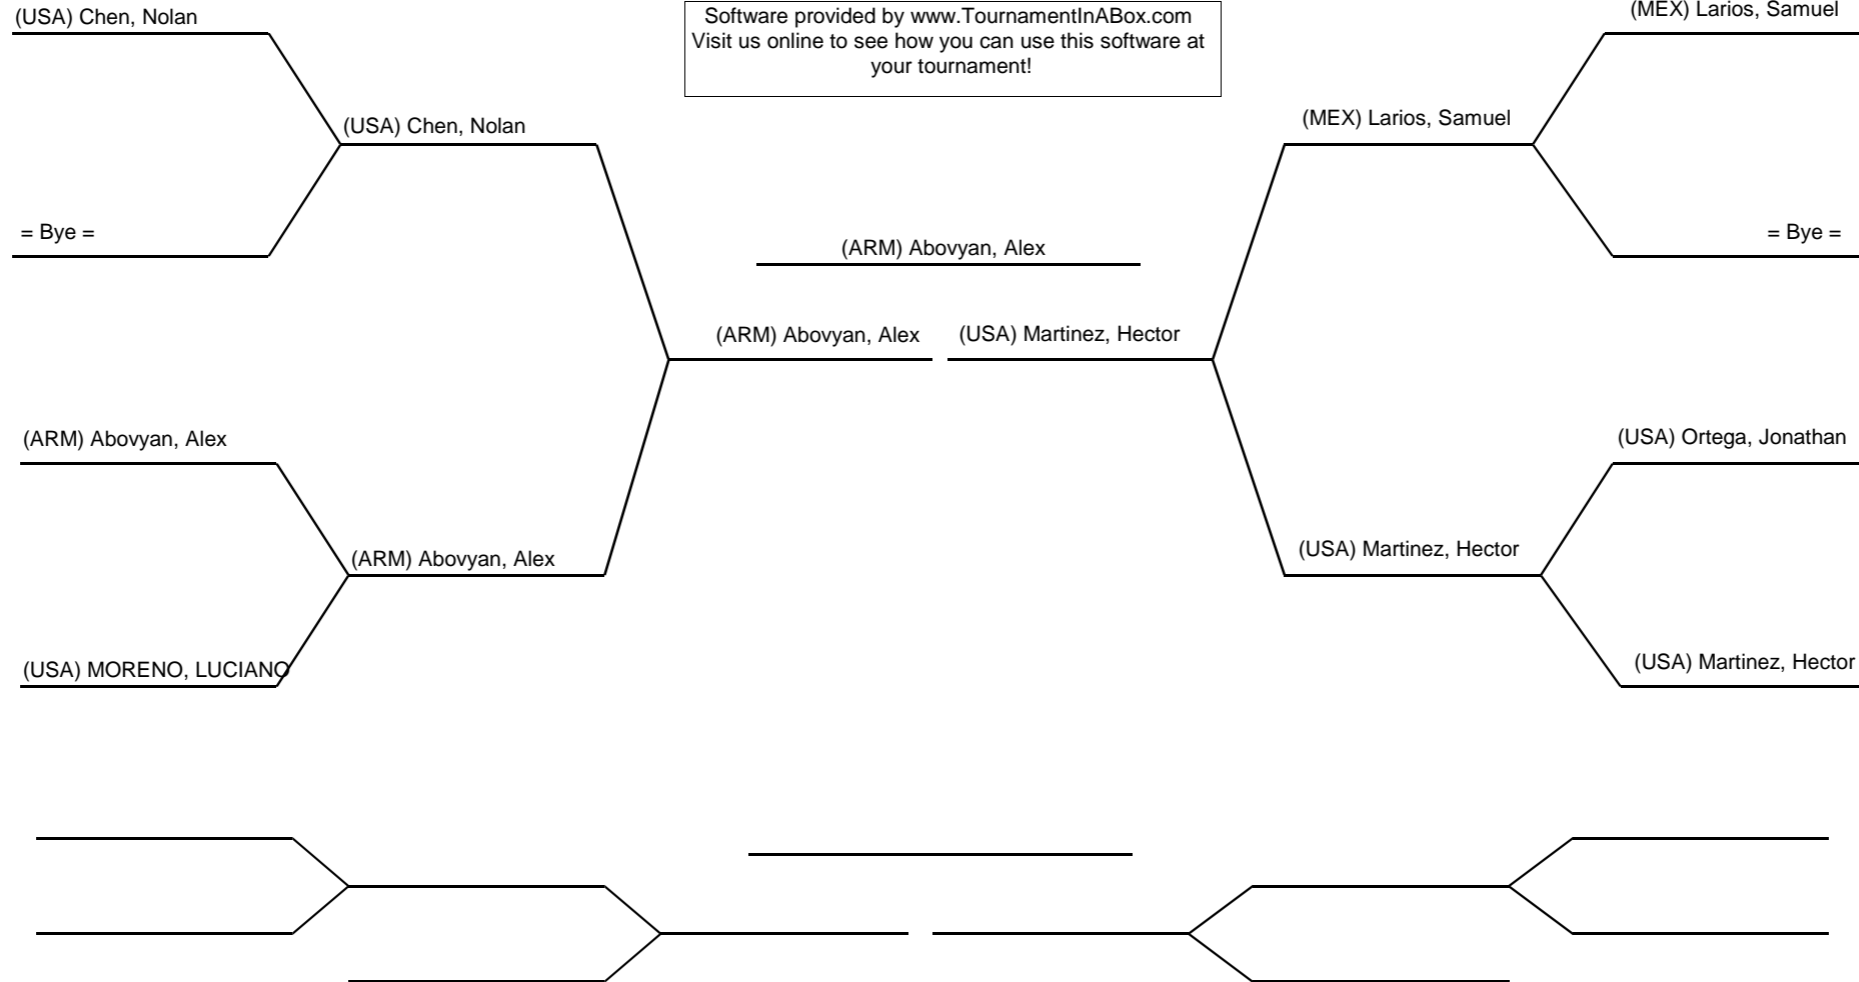 (USA) Chen, Nolan
Software provided by www.TournamentInABox.com
Visit us online to see how you can use this software at
your tournament!
(MEX) Larios, Samuel
(USA) Chen, Nolan
(MEX) Larios, Samuel
= Bye =
= Bye =
(ARM) Abovyan, Alex
(ARM) Abovyan, Alex
(USA) Martinez, Hector
(ARM) Abovyan, Alex
(USA) Ortega, Jonathan
(ARM) Abovyan, Alex
(USA) Martinez, Hector
(USA) MORENO, LUCIANO
(USA) Martinez, Hector